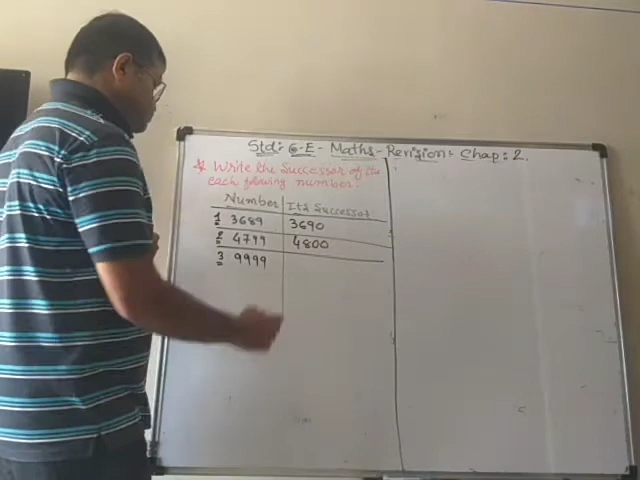 Std:- 6-E- Maths- Revision: Chap: 2.
* Write the Successor of the
each following number.
Number Its Successor
1 3689 3690
2 4799 4800
3 9999